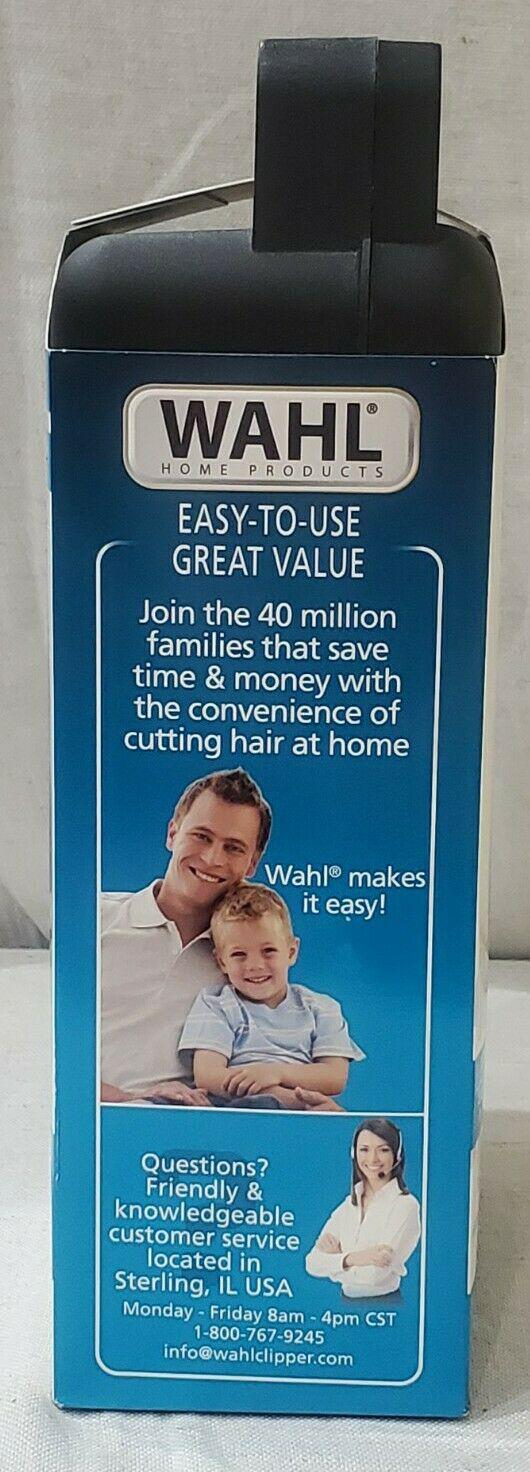 WAHL®
HOME PRODUCTS
EASY-TO-USE
GREAT VALUE
Join the 40 million
families that save
time & money with
the convenience of
cutting hair at home
Wahl® makes
it easy!
Questions?
Friendly &
knowledgeable
customer service
located in
Sterling, IL USA
Monday - Friday 8am - 4pm CST
1-800-767-9245
info@wahlclipper.com